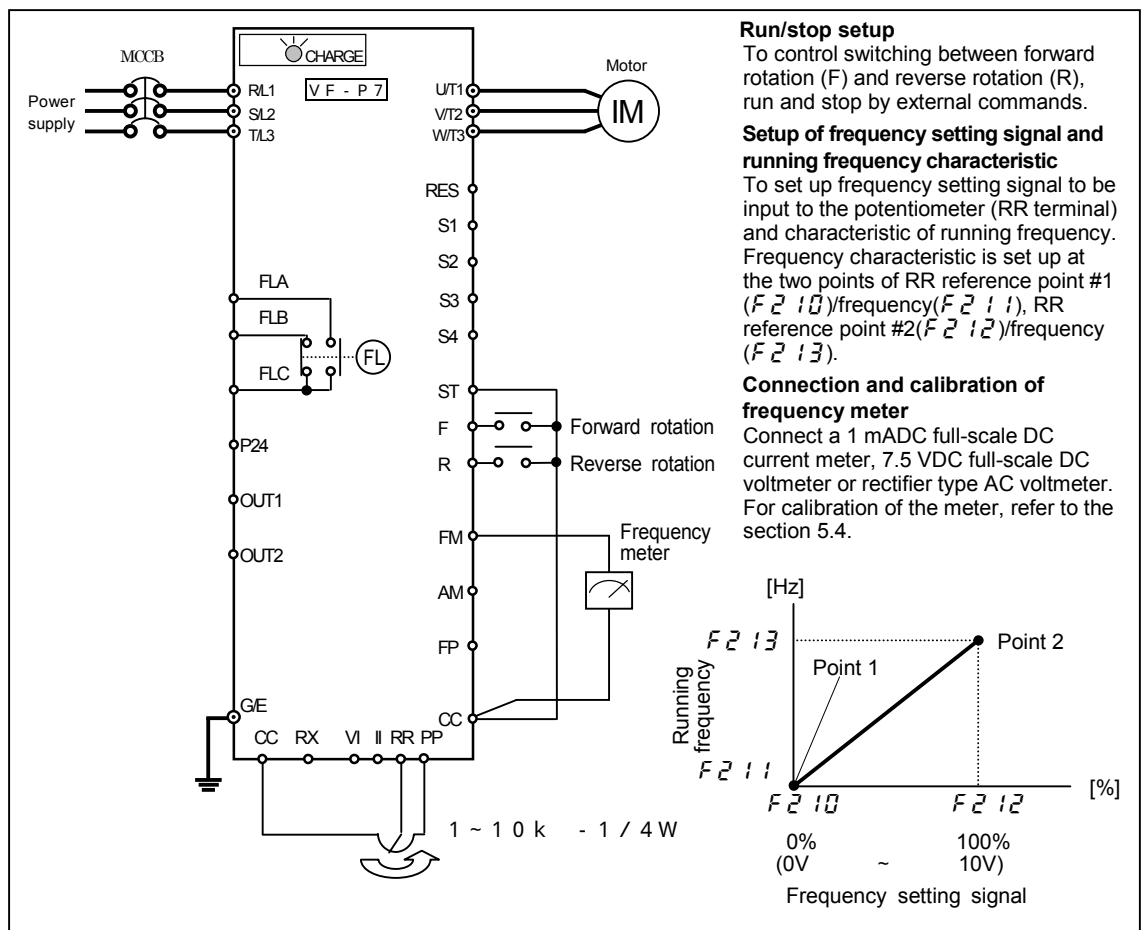 CHARGE
MCCB
Power
supply
R/L1
S/L2
T/L3
VF-P7
U/T1
V/T2
W/T3
Motor
IM
RES
S1
S2
S3
S4
FLA
FLB
FLC
FL
ST
F
Forward rotation
R
Reverse rotation
P24
OUT1
OUT2
FM
Frequency
meter
AM
FP
G/E
CC
CC RX VI II RR PP
1~10k -1/4W
Run/stop setup
To control switching between forward
rotation (F) and reverse rotation (R),
run and stop by external commands.
Setup of frequency setting signal and
running frequency characteristic
To set up frequency setting signal to be
input to the potentiometer (RR terminal)
and characteristic of running frequency.
Frequency characteristic is set up at
the two points of RR reference point #1
(F210)/frequency(F211), RR
reference point #2(F212)/frequency
(F213).
Connection and calibration of
frequency meter
Connect a 1 mADC full-scale DC
current meter, 7.5 VDC full-scale DC
voltmeter or rectifier type AC voltmeter.
For calibration of the meter, refer to the
section 5.4.
[Hz]
F213
Point 2
Point 1
Running
frequency
F211
[%]
F210 F212
0% 100%
(0V ~ 10V)
Frequency setting signal